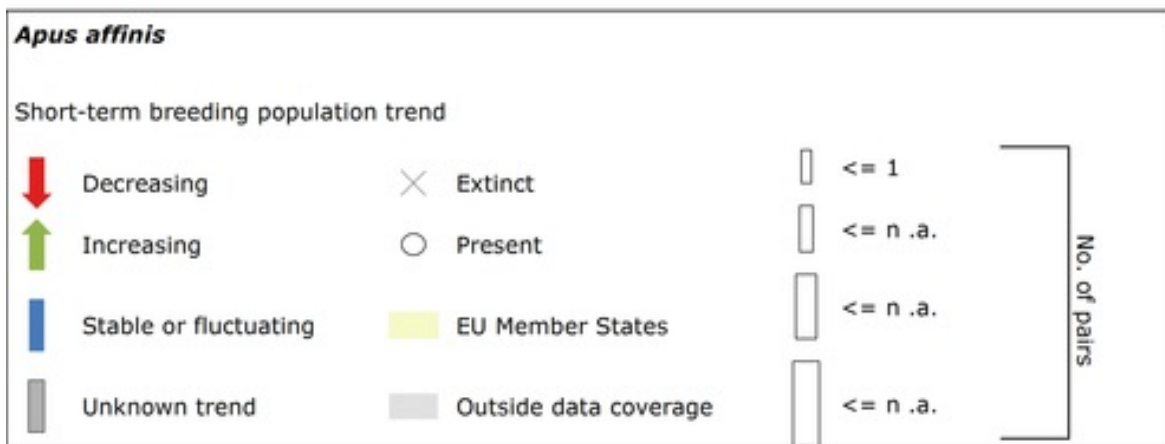 Apus affinis
Short-term breeding population trend
Decreasing
Extinct
<= 1
Increasing
Present
<= n .a.
Stable or fluctuating
EU Member States
<= n .a.
Unknown trend
Outside data coverage
<= n .a.
No. of pairs